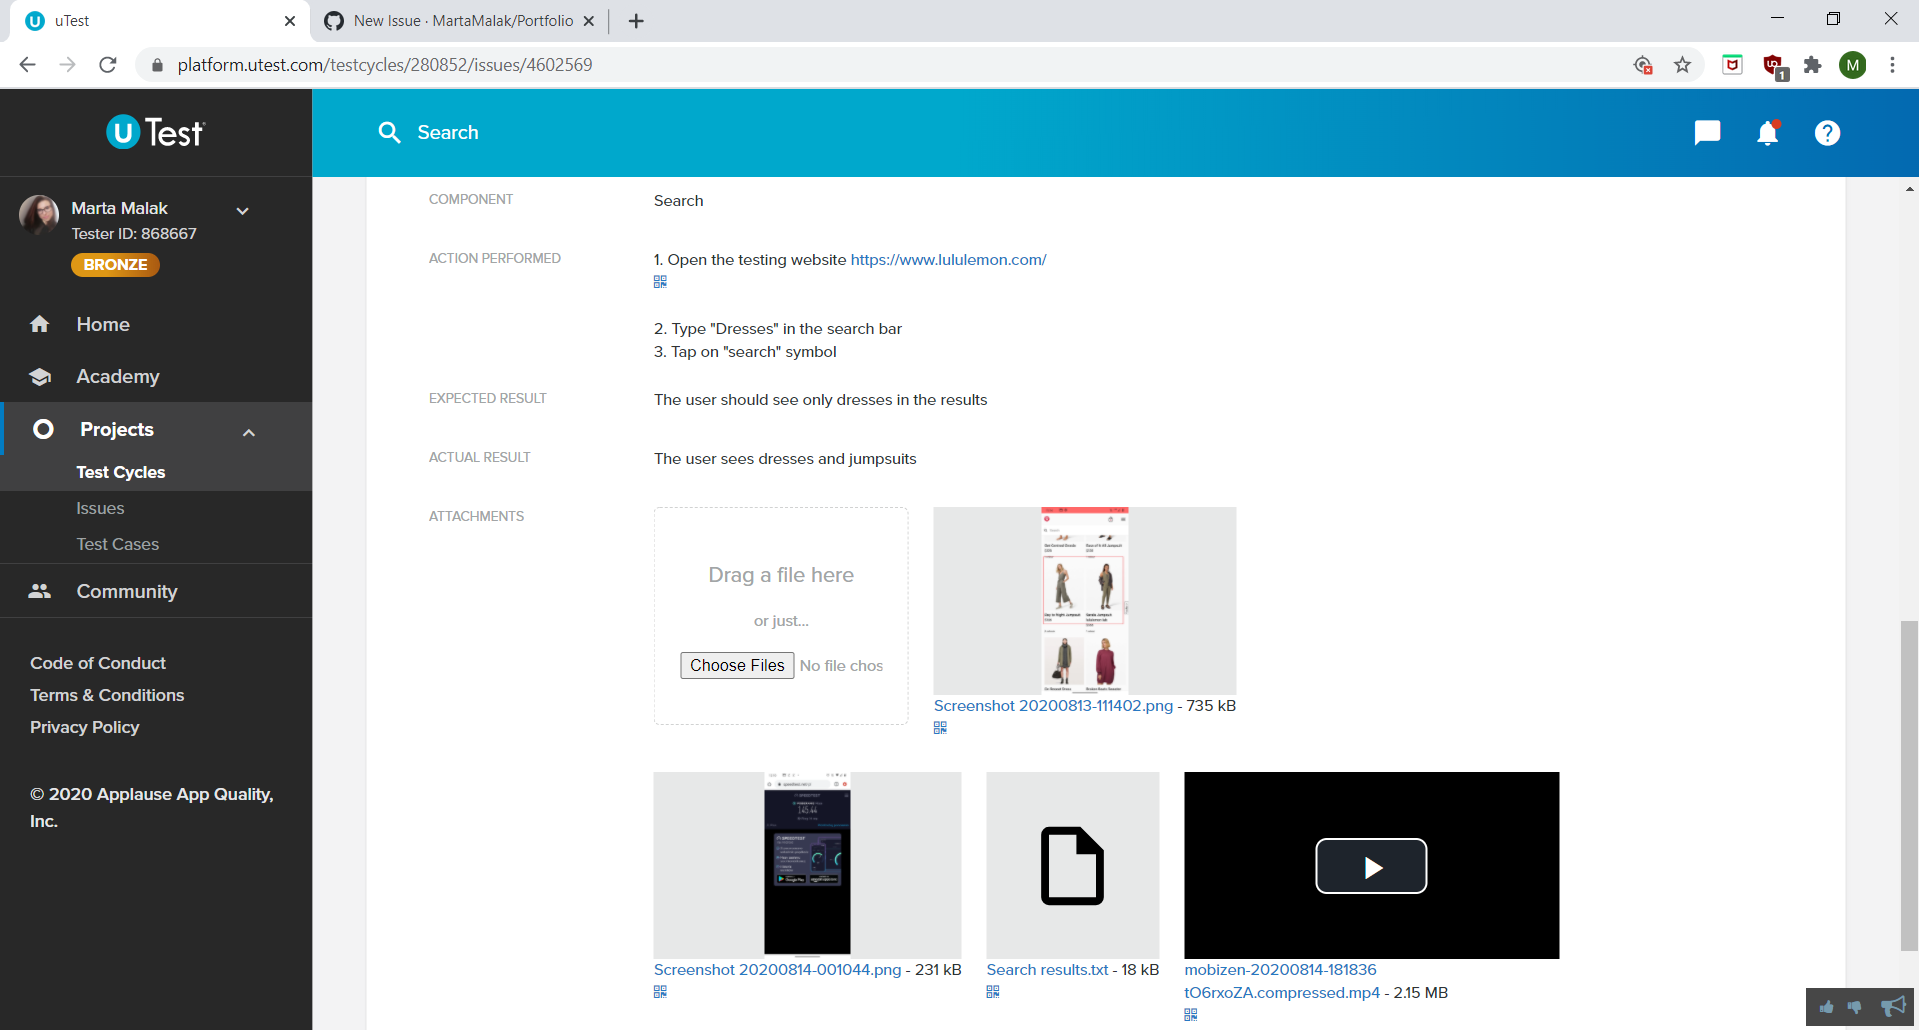 uTest
New Issue · MartaMalak/Portfolio
platform.utest.com/testcycles/280852/issues/4602569
1
M
u Test
Search
Marta Malak
Tester ID: 868667
BRONZE
Home
Academy
Projects
Test Cycles
Issues
Test Cases
Community
Code of Conduct
Terms & Conditions
Privacy Policy
© 2020 Applause App Quality,
Inc.
COMPONENT
Search
ACTION PERFORMED
1. Open the testing website https://www.lululemon.com/
2. Type "Dresses" in the search bar
3. Tap on "search" symbol
EXPECTED RESULT
The user should see only dresses in the results
ACTUAL RESULT
The user sees dresses and jumpsuits
ATTACHMENTS
Drag a file here
or just...
Choose Files No file chos
Screenshot 20200813-111402.png - 735 kB
145.44
Screenshot 20200814-001044.png - 231 kB
Search results.txt - 18 kB
mobizen-20200814-181836
tO6rxoZA.compressed.mp4 - 2.15 MB